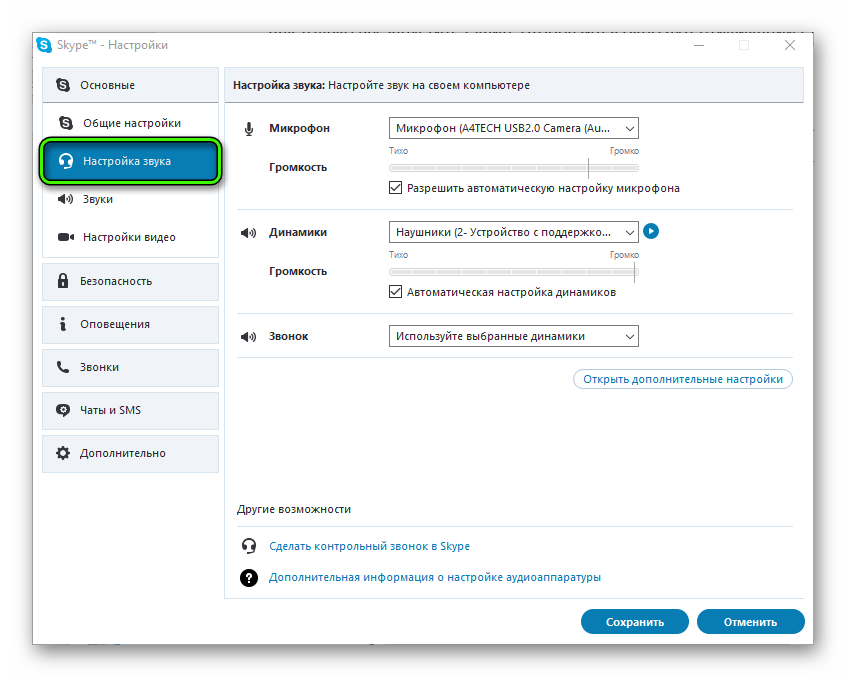 Skype™ - Настройки
Основные
Общие настройки
Настройка звука
Звуки
Настройки видео
Безопасность
Оповещения
Звонки
Чаты и SMS
Дополнительно
Настройка звука: Настройте звук на своем компьютере
Микрофон
Микрофон (A4TECH USB2.0 Camera (Au...
Тихо Громко
Громкость
Разрешить автоматическую настройку микрофона
Динамики
Наушники (2- Устройство с поддержко...
Тихо Громко
Громкость
Автоматическая настройка динамиков
Звонок
Используйте выбранные динамики
Открыть дополнительные настройки
Другие возможности
Сделать контрольный звонок в Skype
Дополнительная информация о настройке аудиоаппаратуры
Сохранить
Отменить